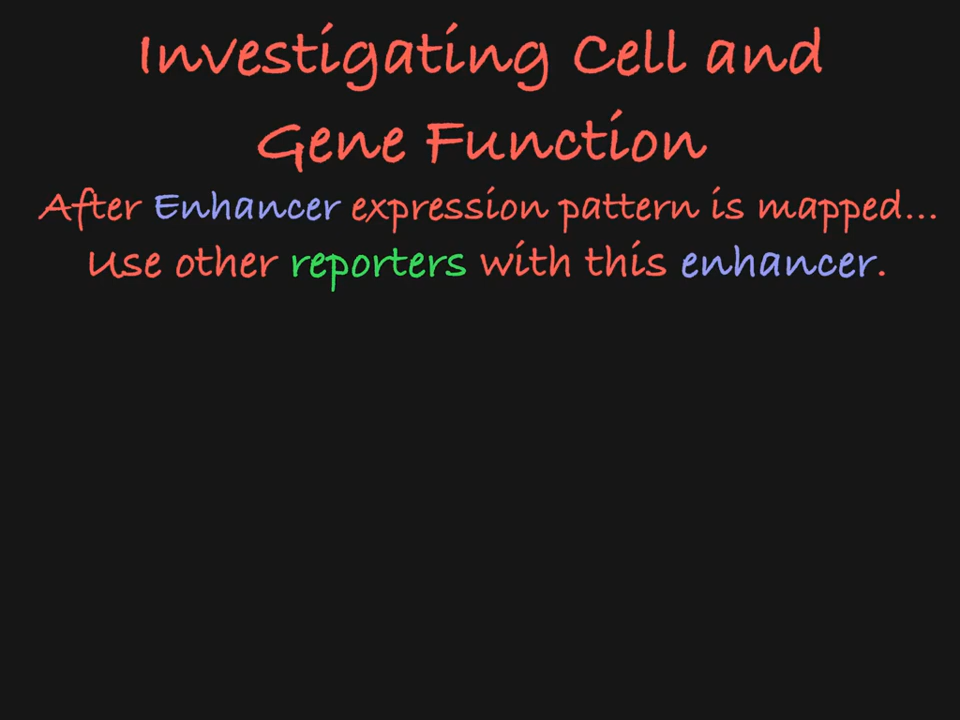 Investigating Cell and
Gene Function
After Enhancer expression pattern is mapped...
Use other reporters with this enhancer.